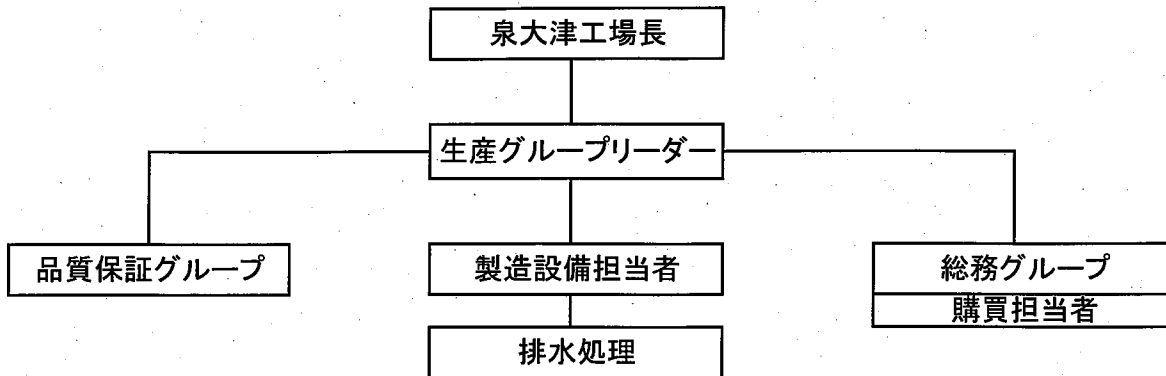 泉大津工場長
生産グループリーダー
品質保証グループ
製造設備担当者
総務グループ
購買担当者
排水処理